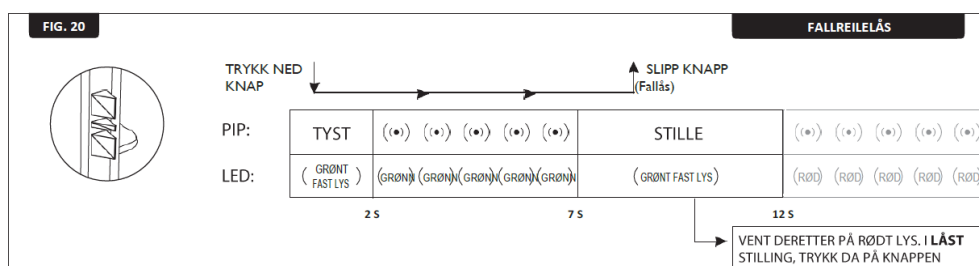 FIG. 20
FALLREILELÅS
TRYKK NED
KNAP
SLIPP KNAPP
(Fallås)
PIP: TYST ((•)) ((•)) ((•)) ((•)) ((•)) STILLE ((•)) ((•)) ((•)) ((•)) ((•))
LED: (GRØNT FAST LYS) (GRØNN (GRØNN (GRØNN (GRØNN (GRØNN (GRØNT FAST LYS) (RØD) (RØD) (RØD) (RØD) (RØD
2 S 7 S 12 S
VENT DERETTER PÅ RØDT LYS. I LÅST
STILLING, TRYKK DA PÅ KNAPPEN